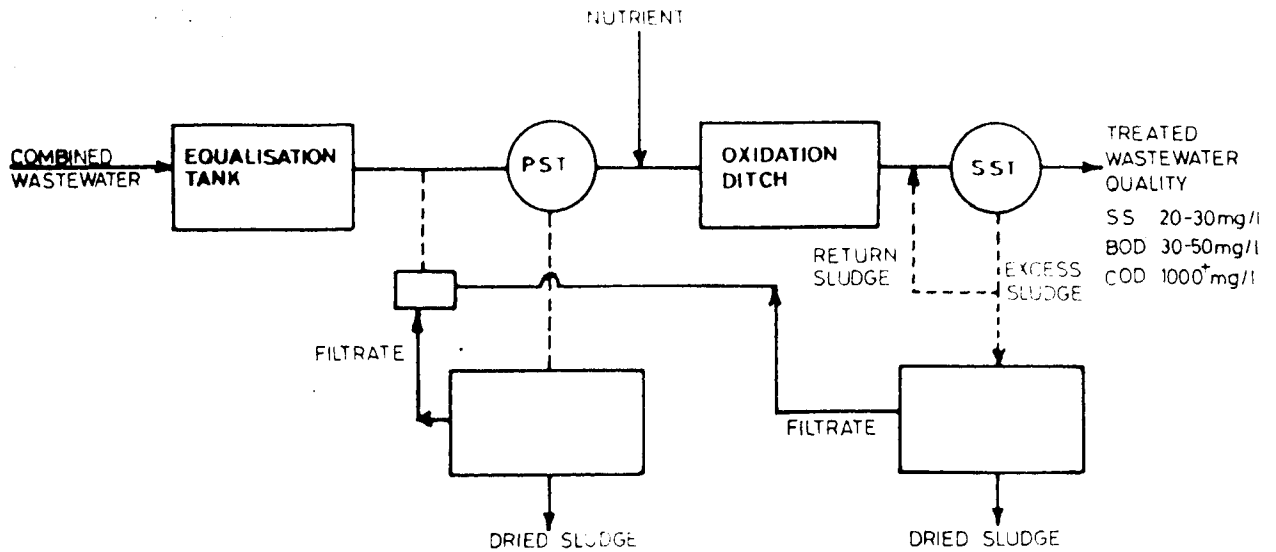 NUTRIENT
COMBINED
WASTEWATER
EQUALISATION
TANK
PST
OXIDATION
DITCH
SST
TREATED
WASTEWATER
QUALITY
SS 20-30mg/l
BOD 30-50mg/l
COD 1000+mg/l
RETURN
SLUDGE
EXCESS
SLUDGE
FILTRATE
FILTRATE
DRIED SLUDGE
DRIED SLUDGE